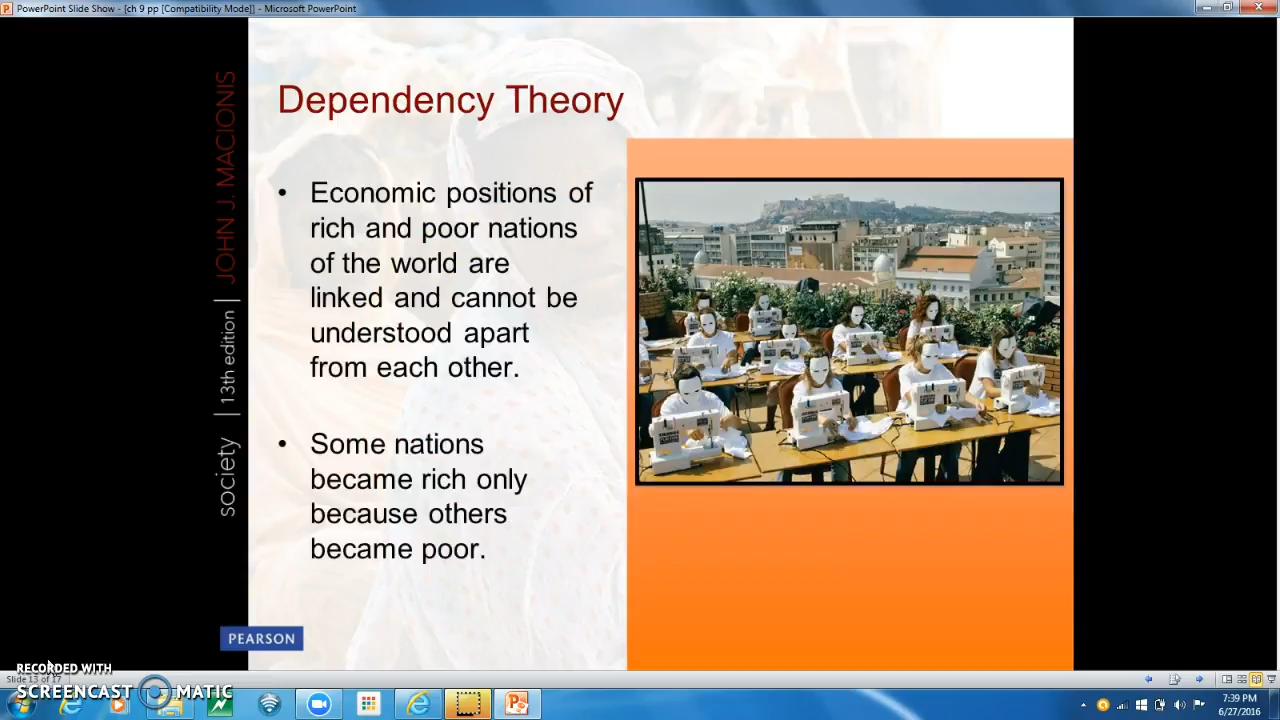 PowerPoint Slide Show - [ch 9 pp [Compatibility Mode]] - Microsoft PowerPoint
Dependency Theory
• Economic positions of
rich and poor nations
of the world are
linked and cannot be
understood apart
from each other.
• Some nations
became rich only
because others
became poor.
society | 13th edition | JOHN J. MACIONIS
PEARSON
RECORDED WITH
SCREENCAST MATIC
Slide 13 of 17
7:39 PM
6/27/2016